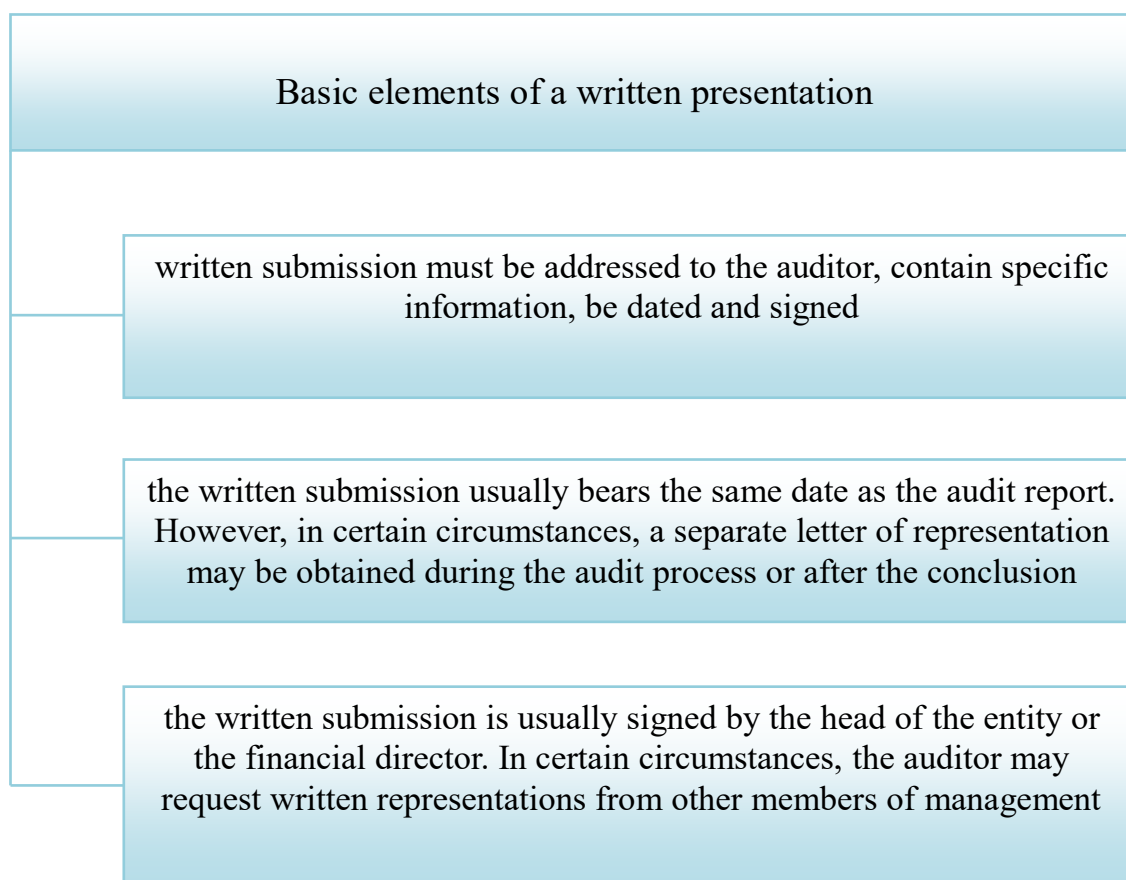 Basic elements of a written presentation
written submission must be addressed to the auditor, contain specific
information, be dated and signed
the written submission usually bears the same date as the audit report.
However, in certain circumstances, a separate letter of representation
may be obtained during the audit process or after the conclusion
the written submission is usually signed by the head of the entity or
the financial director. In certain circumstances, the auditor may
request written representations from other members of management